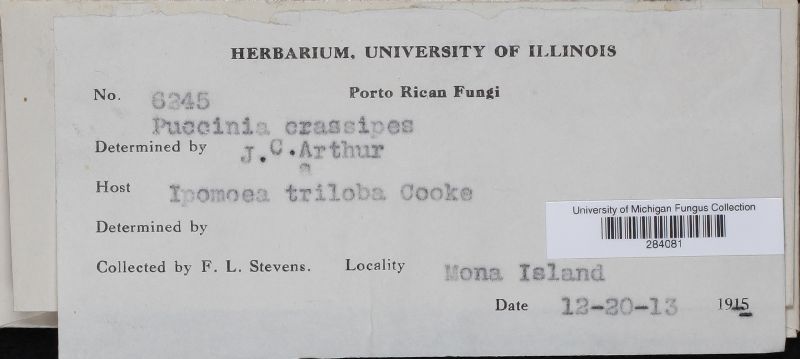 HERBARIUM, UNIVERSITY OF ILLINOIS
No. 6245 Porto Rican Fungi
Puccinia crassipes
Determined by J.C.Arthur
a
Host Ipomoea triloba Cooke
University of Michigan Fungus Collection
284081
Determined by
Collected by F. L. Stevens. Locality Mona Island
Date 12-20-13 1915